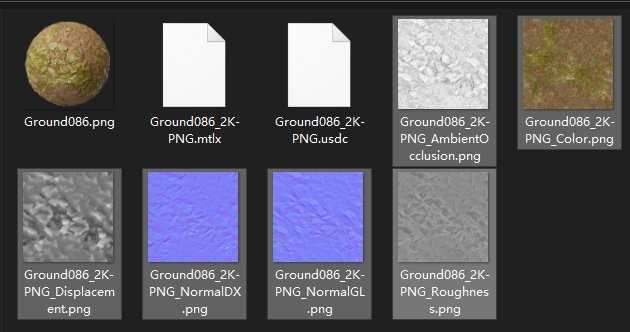 Ground086.png
Ground086_2K-
PNG.mtlx
Ground086_2K-
PNG.usdc
Ground086_2K-
PNG_AmbientO
cclusion.png
Ground086_2K-
PNG_Color.png
Ground086_2K-
PNG_Displacem
ent.png
Ground086_2K-
PNG_NormalDX
.png
Ground086_2K-
PNG_NormalGL
.png
Ground086_2K-
PNG_Roughnes
s.png